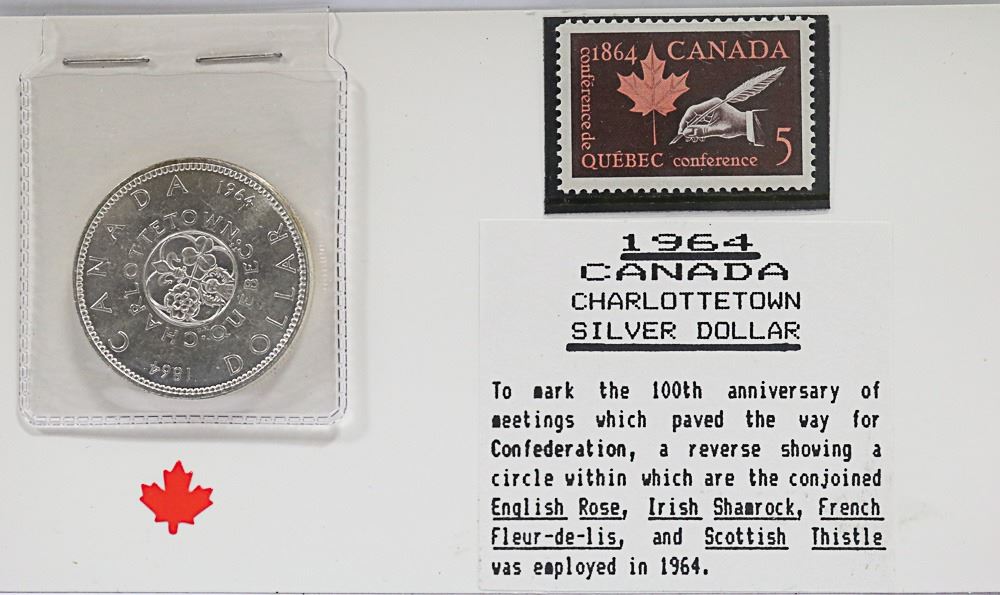 CANADA 1964
CHARLOTTETOWN
QUEBEC
DOLLAR
1864
1864 CANADA
conférence de
QUÉBEC conference 5
1964
CANADA
CHARLOTTETOWN
SILVER DOLLAR
To mark the 100th anniversary of
meetings which paved the way for
Confederation, a reverse showing a
circle within which are the conjoined
English Rose, Irish Shamrock, French
Fleur-de-lis, and Scottish Thistle
was employed in 1964.